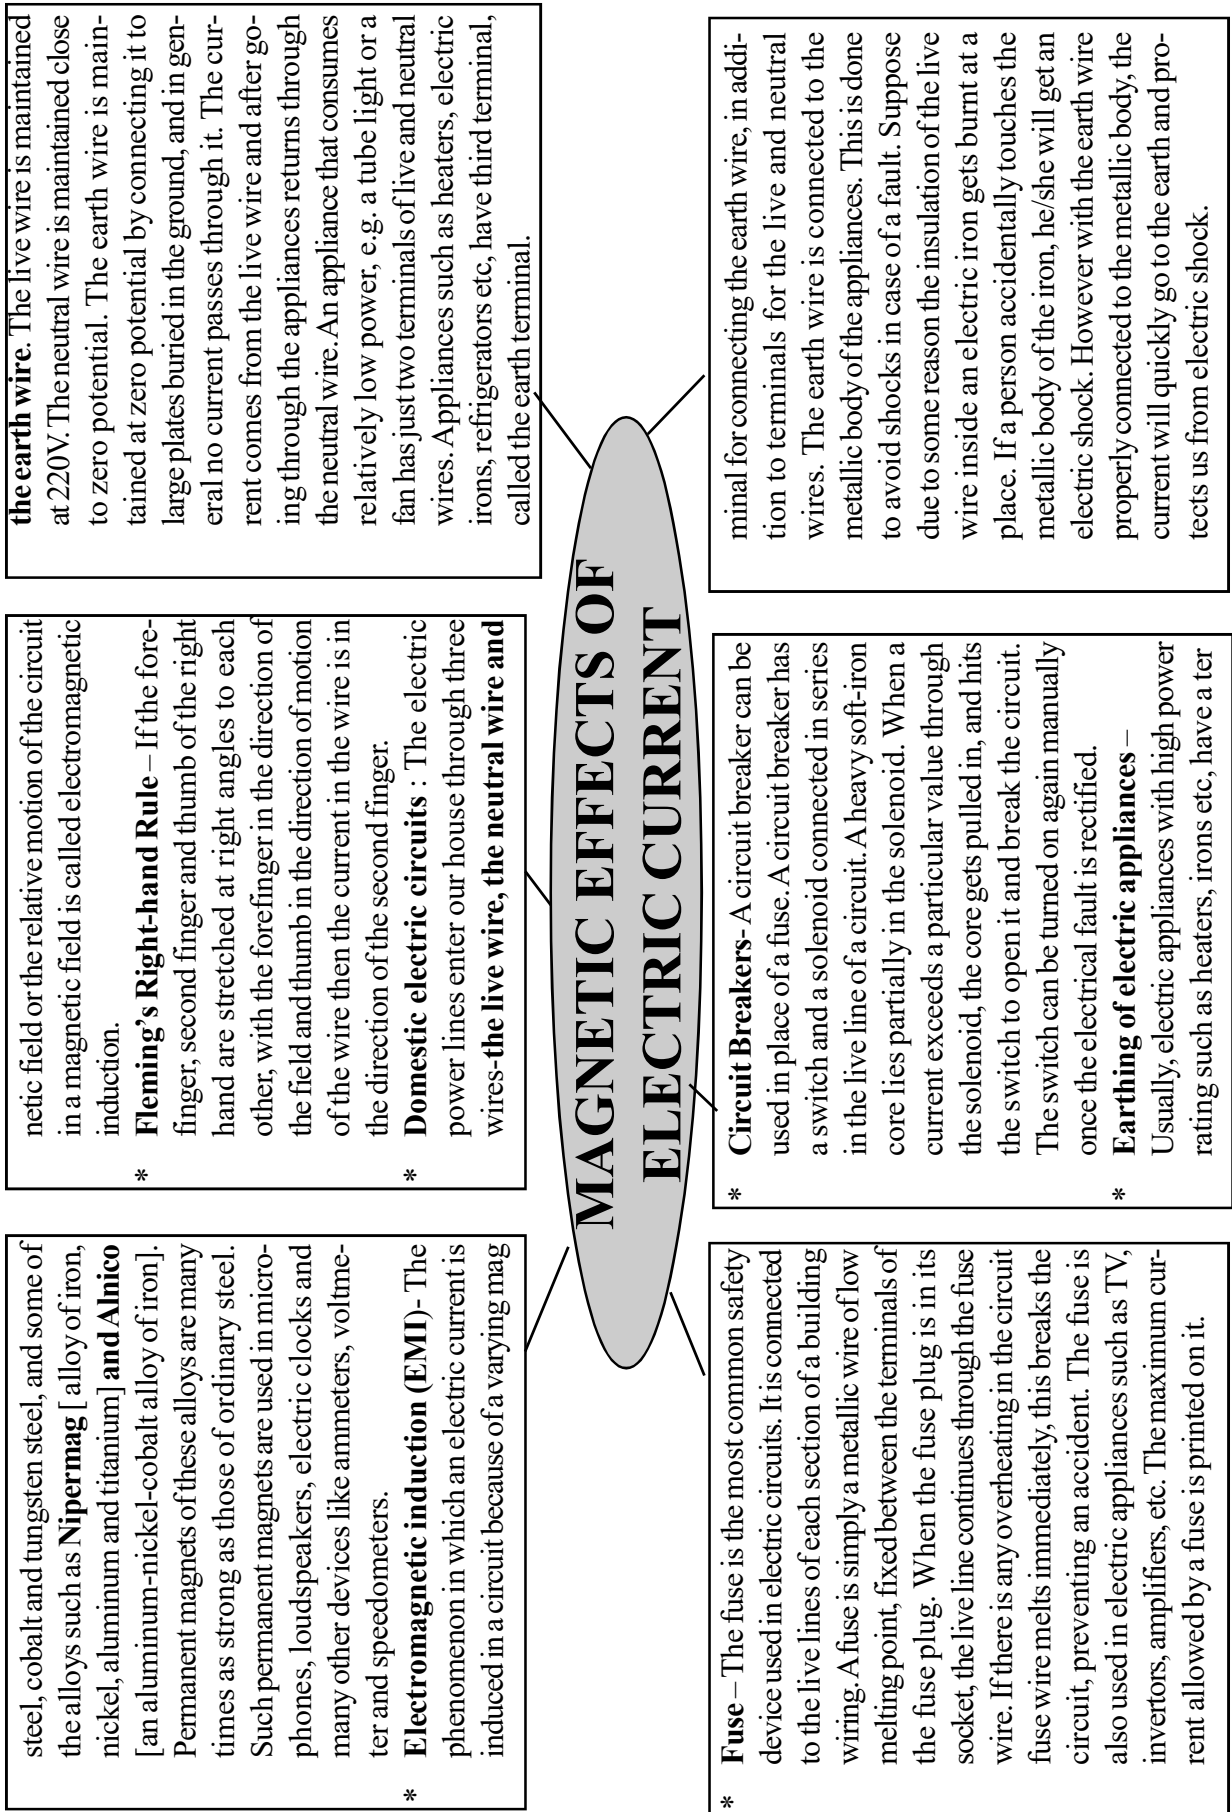 steel, cobalt and tungsten steel, and some of
the alloys such as Nipermag [ alloy of iron,
nickel, aluminum and titanium] and Alnico
[an aluminum-nickel-cobalt alloy of iron].
Permanent magnets of these alloys are many
times as strong as those of ordinary steel.
Such permanent magnets are used in micro-
phones, loudspeakers, electric clocks and
many other devices like ammeters, voltme-
ter and speedometers.
* Electromagnetic induction (EMI)- The
phenomenon in which an electric current is
induced in a circuit because of a varying mag
netic field or the relative motion of the circuit
in a magnetic field is called electromagnetic
induction.
* Fleming's Right-hand Rule – If the fore-
finger, second finger and thumb of the right
hand are stretched at right angles to each
other, with the forefinger in the direction of
the field and thumb in the direction of motion
of the wire then the current in the wire is in
the direction of the second finger.
* Domestic electric circuits : The electric
power lines enter our house through three
wires-the live wire, the neutral wire and
the earth wire. The live wire is maintained
at 220V. The neutral wire is maintained close
to zero potential. The earth wire is main-
tained at zero potential by connecting it to
large plates buried in the ground, and in gen-
eral no current passes through it. The cur-
rent comes from the live wire and after go-
ing through the appliances returns through
the neutral wire. An appliance that consumes
relatively low power, e.g. a tube light or a
fan has just two terminals of live and neutral
wires. Appliances such as heaters, electric
irons, refrigerators etc, have third terminal,
called the earth terminal.
MAGNETIC EFFECTS OF
ELECTRIC CURRENT
* Fuse – The fuse is the most common safety
device used in electric circuits. It is connected
to the live lines of each section of a building
wiring. A fuse is simply a metallic wire of low
melting point, fixed between the terminals of
the fuse plug. When the fuse plug is in its
socket, the live line continues through the fuse
wire. If there is any overheating in the circuit
fuse wire melts immediately, this breaks the
circuit, preventing an accident. The fuse is
also used in electric appliances such as TV,
invertors, amplifiers, etc. The maximum cur-
rent allowed by a fuse is printed on it.
* Circuit Breakers- A circuit breaker can be
used in place of a fuse. A circuit breaker has
a switch and a solenoid connected in series
in the live line of a circuit. A heavy soft-iron
core lies partially in the solenoid. When a
current exceeds a particular value through
the solenoid, the core gets pulled in, and hits
the switch to open it and break the circuit.
The switch can be turned on again manually
once the electrical fault is rectified.
* Earthing of electric appliances –
Usually, electric appliances with high power
rating such as heaters, irons etc, have a ter
minal for connecting the earth wire, in addi-
tion to terminals for the live and neutral
wires. The earth wire is connected to the
metallic body of the appliances. This is done
to avoid shocks in case of a fault. Suppose
due to some reason the insulation of the live
wire inside an electric iron gets burnt at a
place. If a person accidentally touches the
metallic body of the iron, he/she will get an
electric shock. However with the earth wire
properly connected to the metallic body, the
current will quickly go to the earth and pro-
tects us from electric shock.